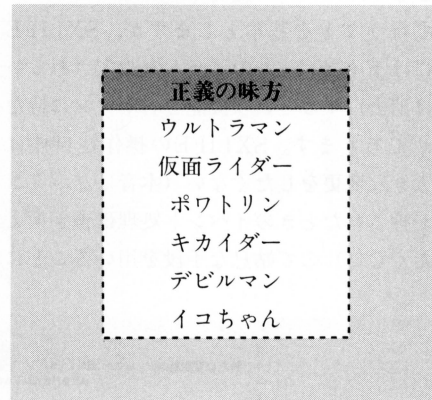 正義の味方
ウルトラマン
仮面ライダー
ポワトリン
キカイダー
デビルマン
イコちゃん